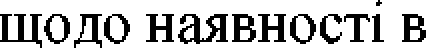 щодо наявності в